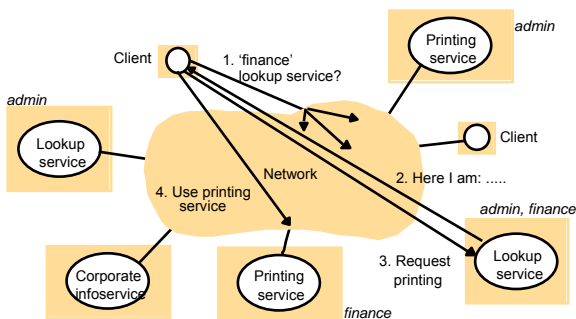 Client
1. ‘finance’
lookup service?
Printing
service
admin
admin
Lookup
service
Client
Network
2. Here I am: .....
4. Use printing
service
admin, finance
3. Request
printing
Lookup
service
Corporate
infoservice
Printing
service
finance